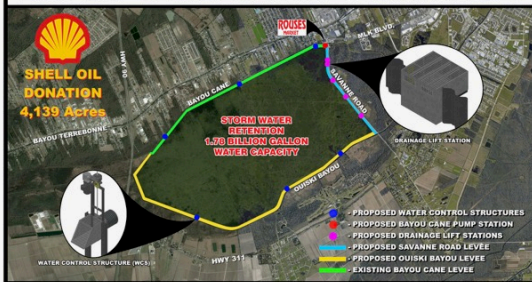 SHELL OIL
DONATION
4,139 Acres
HWY 90
ROUSES
MARKET
MLK BLVD.
BAYOU CANE
SAVANNE ROAD
BAYOU TERREBONNE
STORM WATER
RETENTION
1.78 BILLION GALLON
WATER CAPACITY
DRAINAGE LIFT STATION
OUISKI BAYOU
HWY 311
WATER CONTROL STRUCTURE (WCS)
- PROPOSED WATER CONTROL STRUCTURES
- PROPOSED BAYOU CANE PUMP STATION
- PROPOSED DRAINAGE LIFT STATIONS
- PROPOSED SAVANNE ROAD LEVEE
- PROPOSED OUISKI BAYOU LEVEE
- EXISTING BAYOU CANE LEVEE